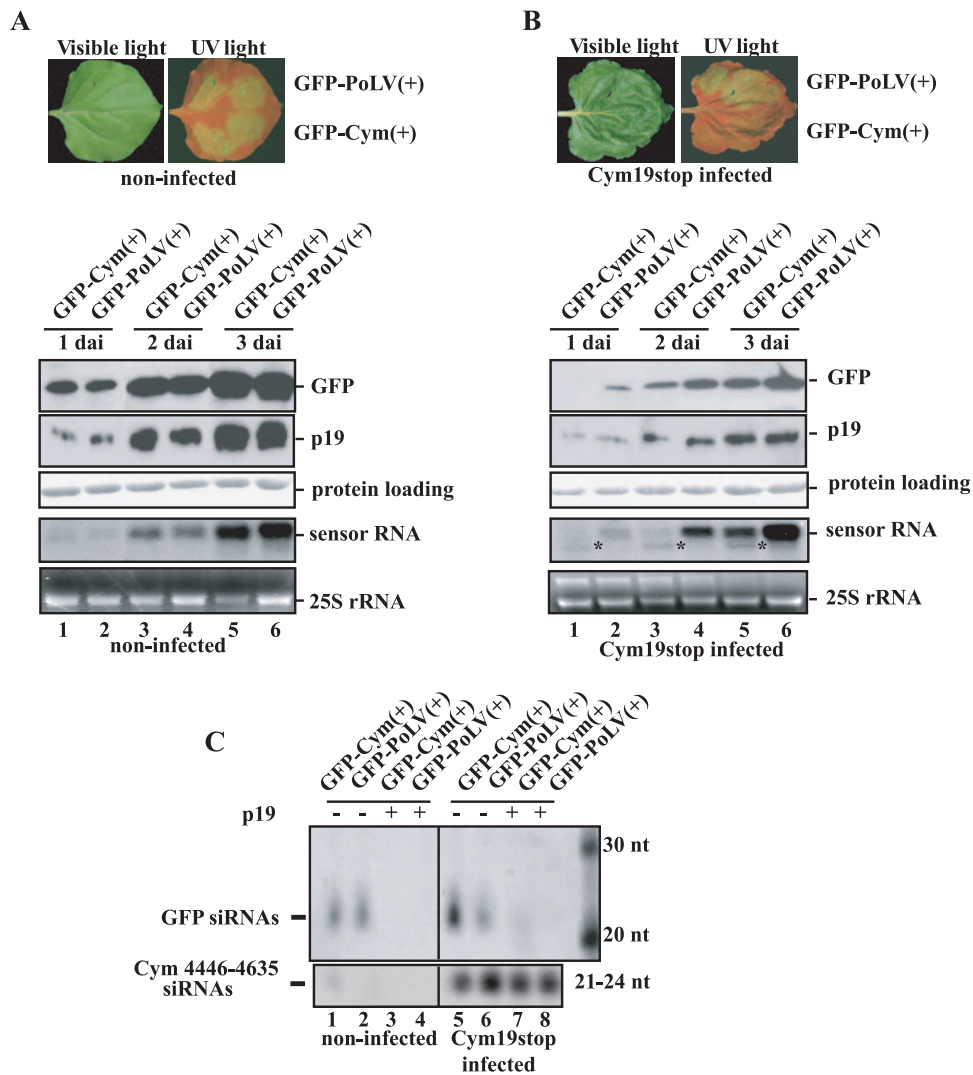 A
Visible light UV light
GFP-PoLV(+)
GFP-Cym(+)
non-infected
GFP-Cym(+) GFP-PoLV(+) GFP-Cym(+) GFP-PoLV(+) GFP-Cym(+) GFP-PoLV(+)
1 dai 2 dai 3 dai
GFP
p19
protein loading
sensor RNA
25S rRNA
1 2 3 4 5 6
non-infected
B
Visible light UV light
GFP-PoLV(+)
GFP-Cym(+)
Cym19stop infected
GFP-Cym(+) GFP-PoLV(+) GFP-Cym(+) GFP-PoLV(+) GFP-Cym(+) GFP-PoLV(+)
1 dai 2 dai 3 dai
GFP
p19
protein loading
sensor RNA
* * *
25S rRNA
1 2 3 4 5 6
Cym19stop infected
C
GFP-Cym(+) GFP-PoLV(+) GFP-Cym(+) GFP-PoLV(+) GFP-Cym(+) GFP-PoLV(+) GFP-Cym(+) GFP-PoLV(+)
p19 - - + + - - + +
30 nt
GFP siRNAs
20 nt
Cym 4446-4635
siRNAs
21-24 nt
1 2 3 4 5 6 7 8
non-infected Cym19stop
infected